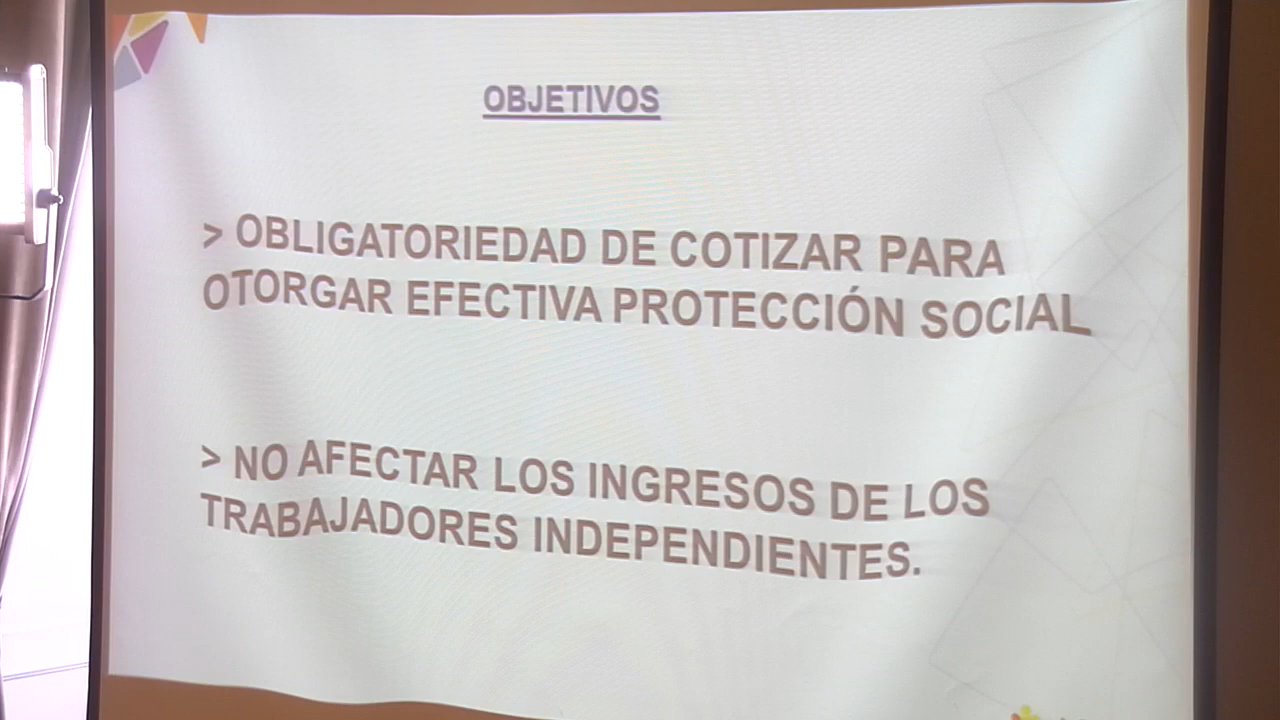 OBJETIVOS
> OBLIGATORIEDAD DE COTIZAR PARA
OTORGAR EFECTIVA PROTECCIÓN SOCIAL
> NO AFECTAR LOS INGRESOS DE LOS
TRABAJADORES INDEPENDIENTES.